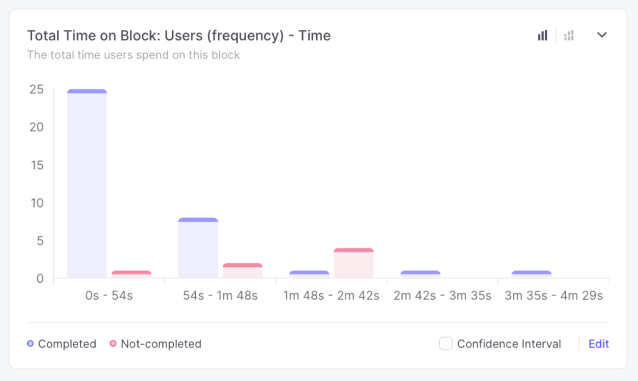 Total Time on Block: Users (frequency) - Time
The total time users spend on this block
25
20
15
10
5
0
0s - 54s
54s - 1m 48s
1m 48s - 2m 42s
2m 42s - 3m 35s
3m 35s - 4m 29s
Completed
Not-completed
Confidence Interval
Edit